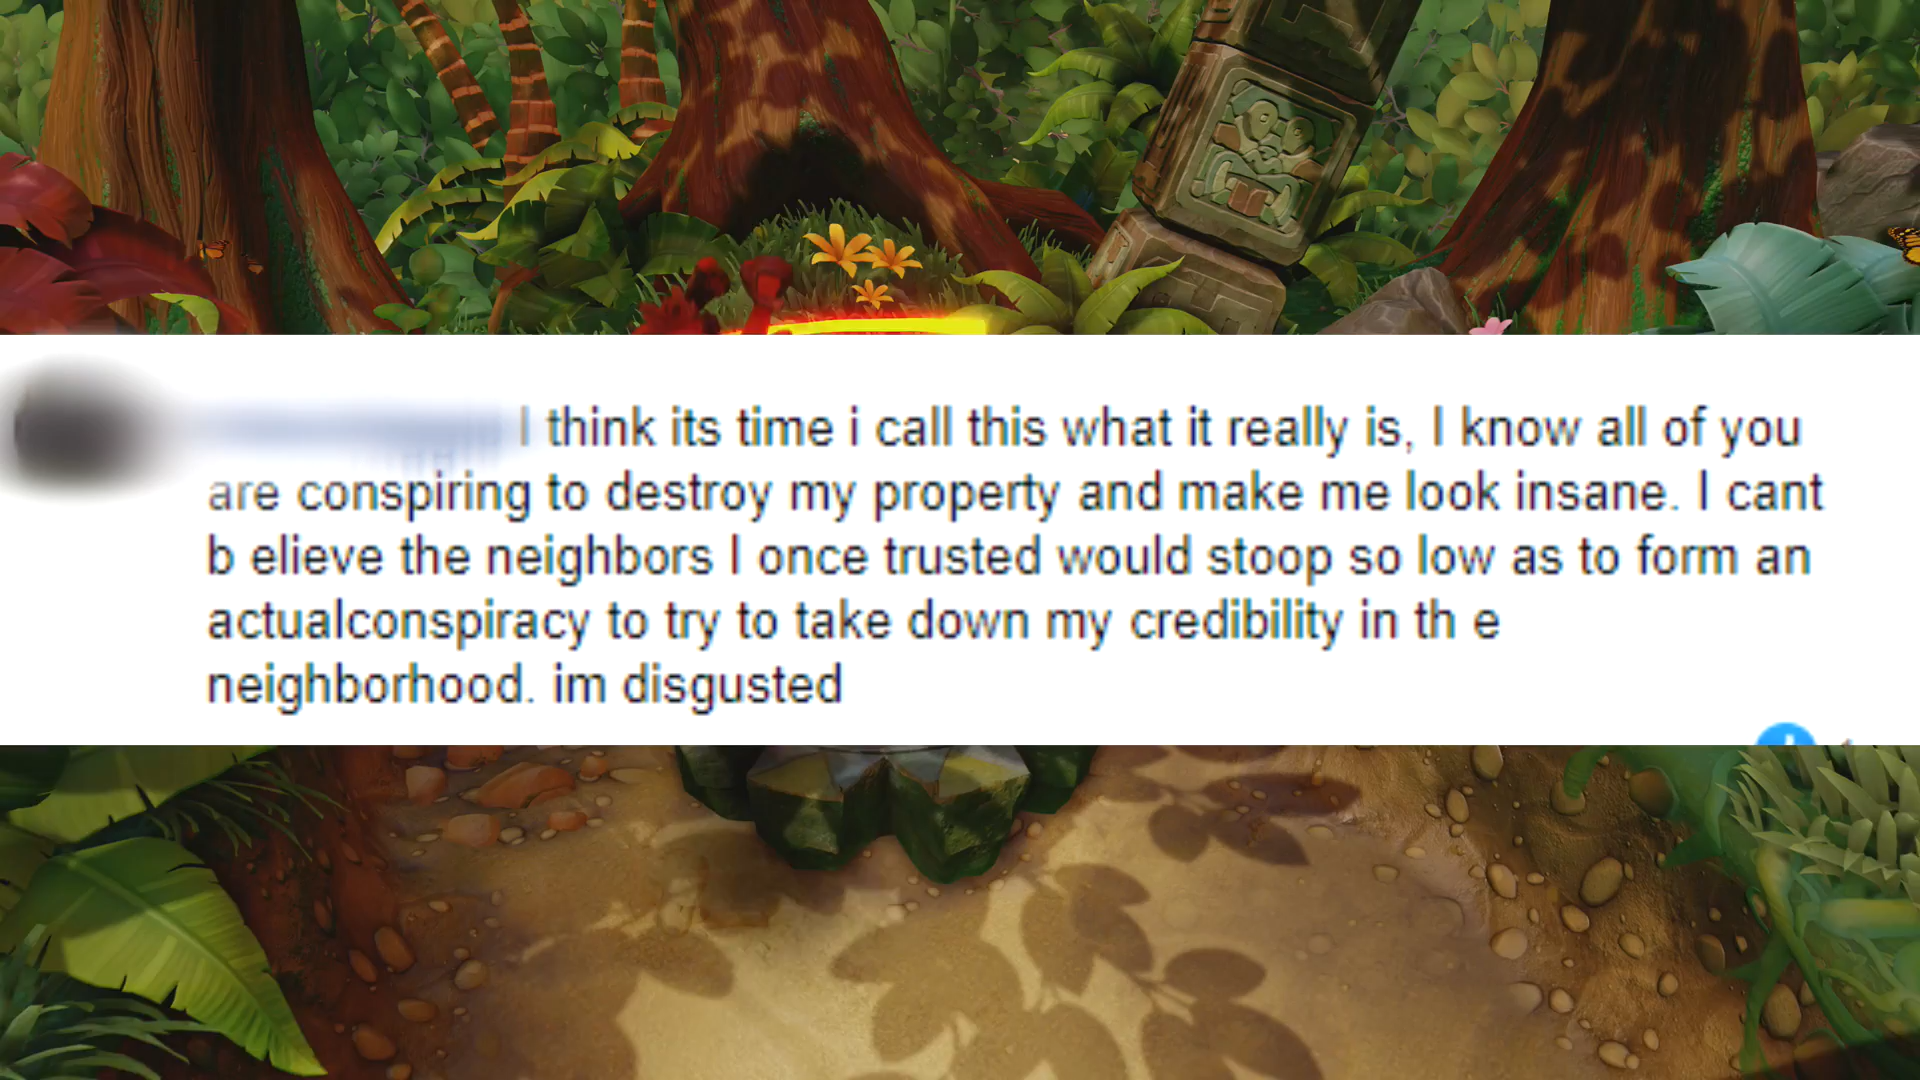 I think its time i call this what it really is, I know all of you
are conspiring to destroy my property and make me look insane. I cant
b elieve the neighbors I once trusted would stoop so low as to form an
actualconspiracy to try to take down my credibility in th e
neighborhood. im disgusted